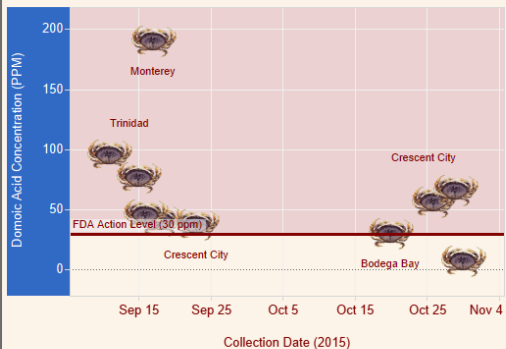 Domoic Acid Concentration (PPM)
200
150
100
50
0
Monterey
Trinidad
Crescent City
FDA Action Level (30 ppm)
Crescent City
Bodega Bay
Sep 15
Sep 25
Oct 5
Oct 15
Oct 25
Nov 4
Collection Date (2015)